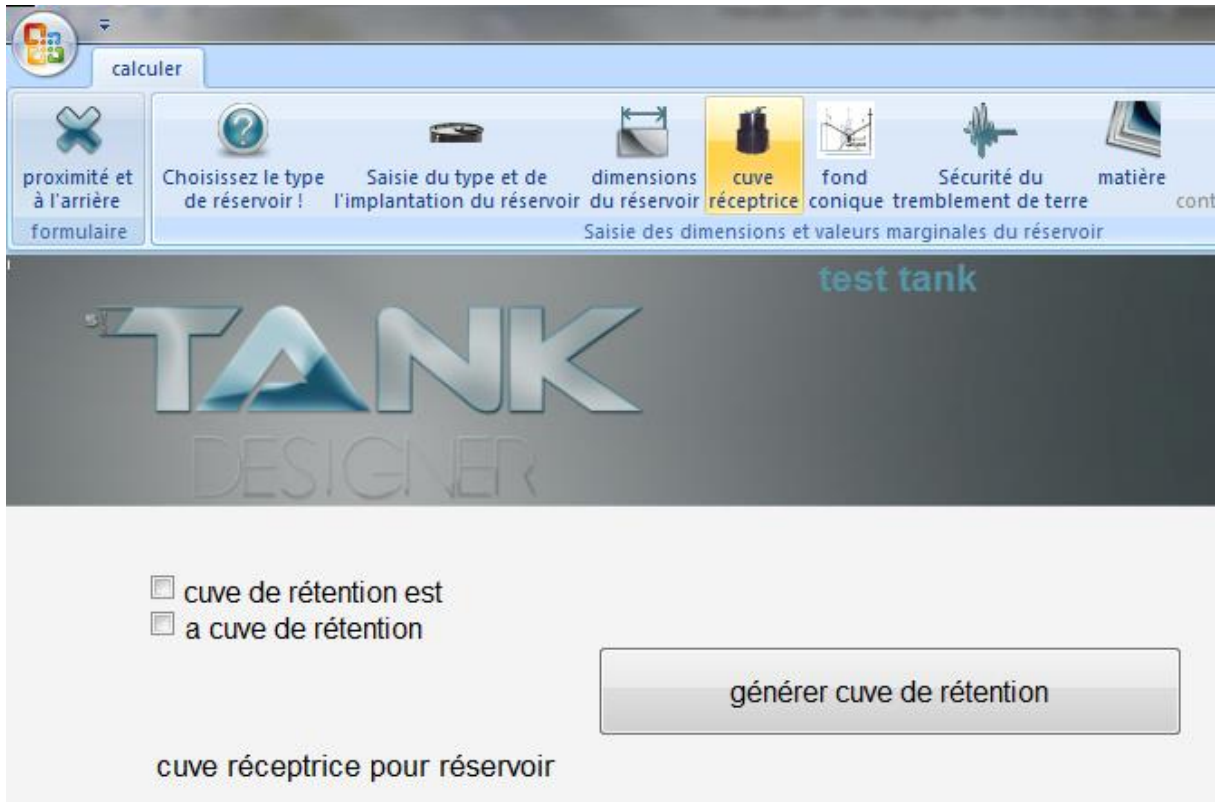 calculer
proximité et à l'arrière
Choisissez le type de réservoir !
Saisie du type et de l'implantation du réservoir
dimensions du réservoir
cuve réceptrice
fond conique
Sécurité du tremblement de terre
matière
cont
formulaire
Saisie des dimensions et valeurs marginales du réservoir
test tank
TANK
DESIGNER
cuve de rétention est
a cuve de rétention
générer cuve de rétention
cuve réceptrice pour réservoir